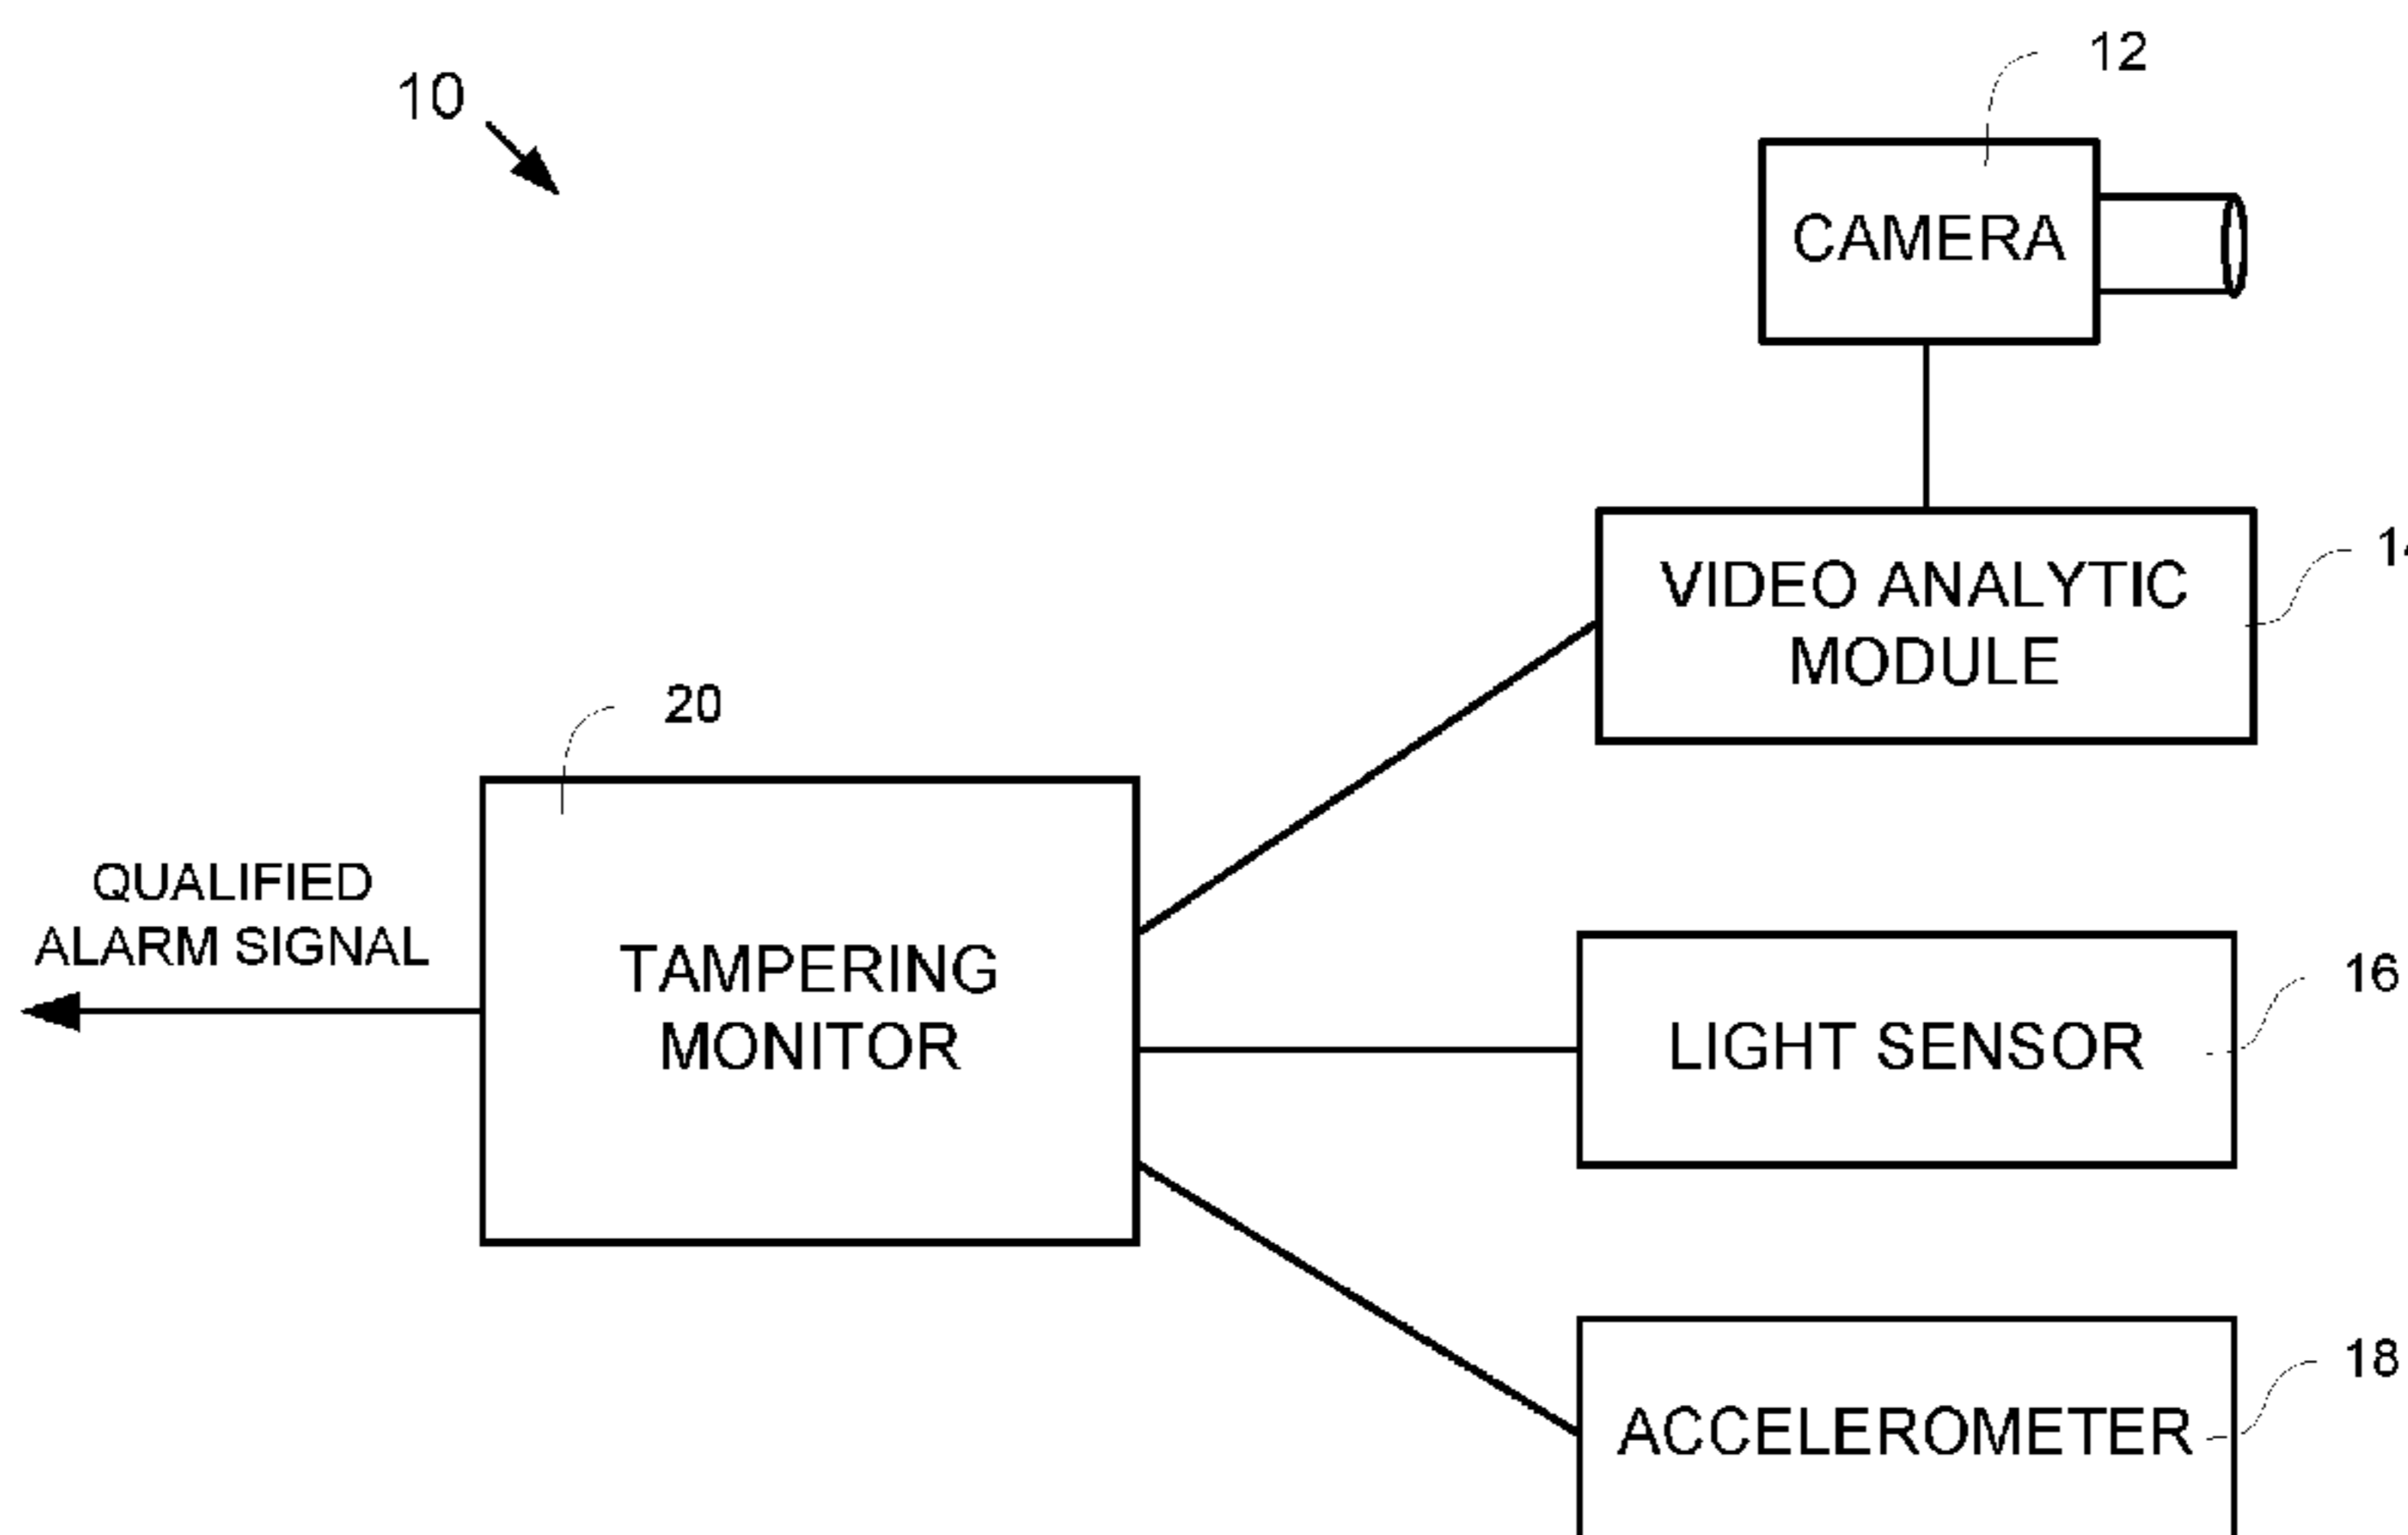 10
12
CAMERA
VIDEO ANALYTIC
MODULE
20
QUALIFIED
ALARM SIGNAL
TAMPERING
MONITOR
16
LIGHT SENSOR
18
ACCELEROMETER